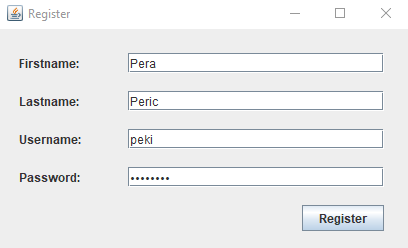 Register
Firstname: Pera
Lastname: Peric
Username: peki
Password: ••••••••
Register